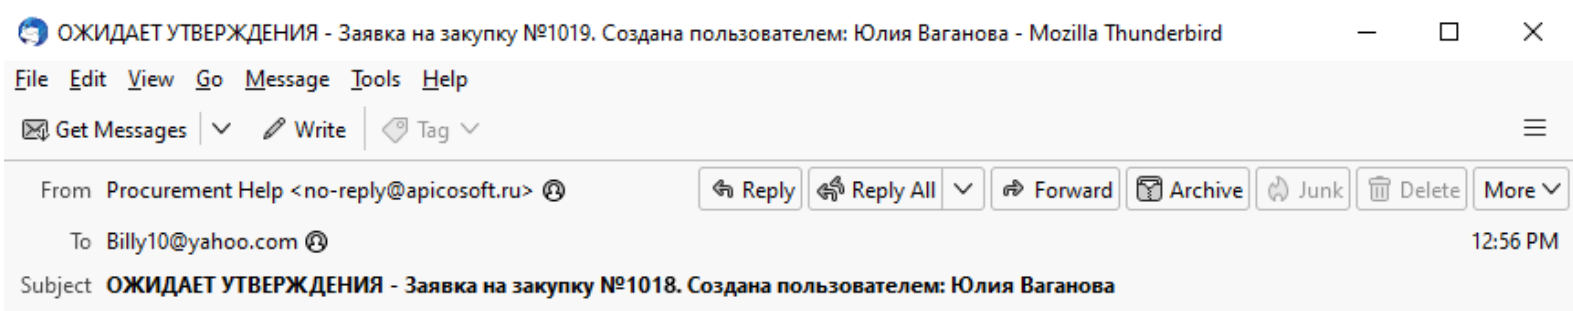 ОЖИДАЕТ УТВЕРЖДЕНИЯ - Заявка на закупку №1019. Создана пользователем: Юлия Ваганова - Mozilla Thunderbird
File Edit View Go Message Tools Help
Get Messages Write Tag
From Procurement Help <no-reply@apicosoft.ru> Reply Reply All Forward Archive Junk Delete More
To Billy10@yahoo.com 12:56 PM
Subject ОЖИДАЕТ УТВЕРЖДЕНИЯ - Заявка на закупку №1018. Создана пользователем: Юлия Ваганова